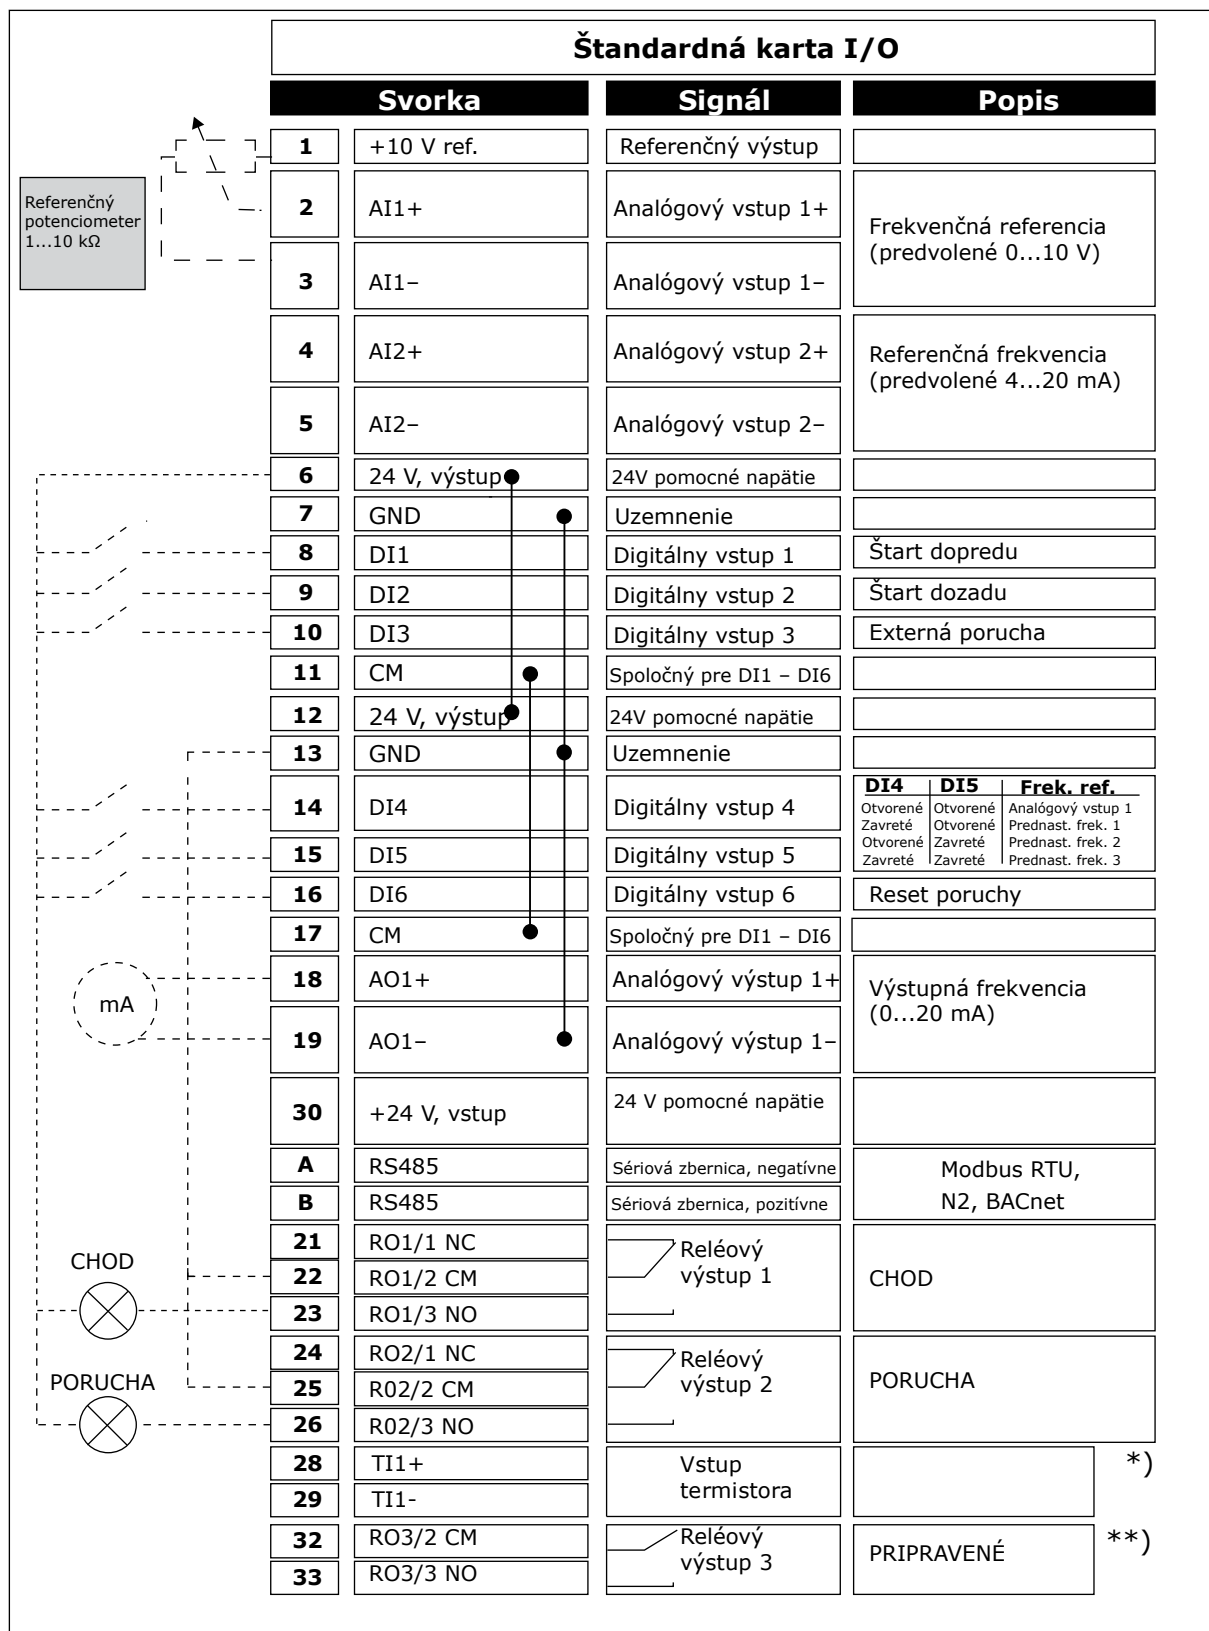 Štandardná karta I/O
Svorka Signál Popis
Referenčný
potenciometer
1...10 kΩ
1 +10 V ref. Referenčný výstup
2 AI1+ Analógový vstup 1+
Frekvenčná referencia
(predvolené 0...10 V)
3 AI1– Analógový vstup 1–
4 AI2+ Analógový vstup 2+
Referenčná frekvencia
(predvolené 4...20 mA)
5 AI2– Analógový vstup 2–
6 24 V, výstup 24V pomocné napätie
7 GND Uzemnenie
8 DI1 Digitálny vstup 1 Štart dopredu
9 DI2 Digitálny vstup 2 Štart dozadu
10 DI3 Digitálny vstup 3 Externá porucha
11 CM Spoločný pre DI1 – DI6
12 24 V, výstup 24V pomocné napätie
13 GND Uzemnenie
14 DI4 Digitálny vstup 4
DI4 DI5 Frek. ref.
Otvorené Otvorené Analógový vstup 1
Zavreté Otvorené Prednast. frek. 1
Otvorené Zavreté Prednast. frek. 2
Zavreté Zavreté Prednast. frek. 3
15 DI5 Digitálny vstup 5
16 DI6 Digitálny vstup 6 Reset poruchy
17 CM Spoločný pre DI1 – DI6
mA
18 AO1+ Analógový výstup 1+
Výstupná frekvencia
(0...20 mA)
19 AO1– Analógový výstup 1–
30 +24 V, vstup 24 V pomocné napätie
A RS485 Sériová zbernica, negatívne
Modbus RTU,
N2, BACnet
B RS485 Sériová zbernica, pozitívne
21 RO1/1 NC
Reléový
výstup 1
CHOD
22 RO1/2 CM
CHOD
23 RO1/3 NO
24 RO2/1 NC
Reléový
výstup 2
PORUCHA
25 R02/2 CM
PORUCHA
26 R02/3 NO
28 TI1+
Vstup
termistora
*)
29 TI1-
32 RO3/2 CM
Reléový
výstup 3
PRIPRAVENÉ
**)
33 RO3/3 NO